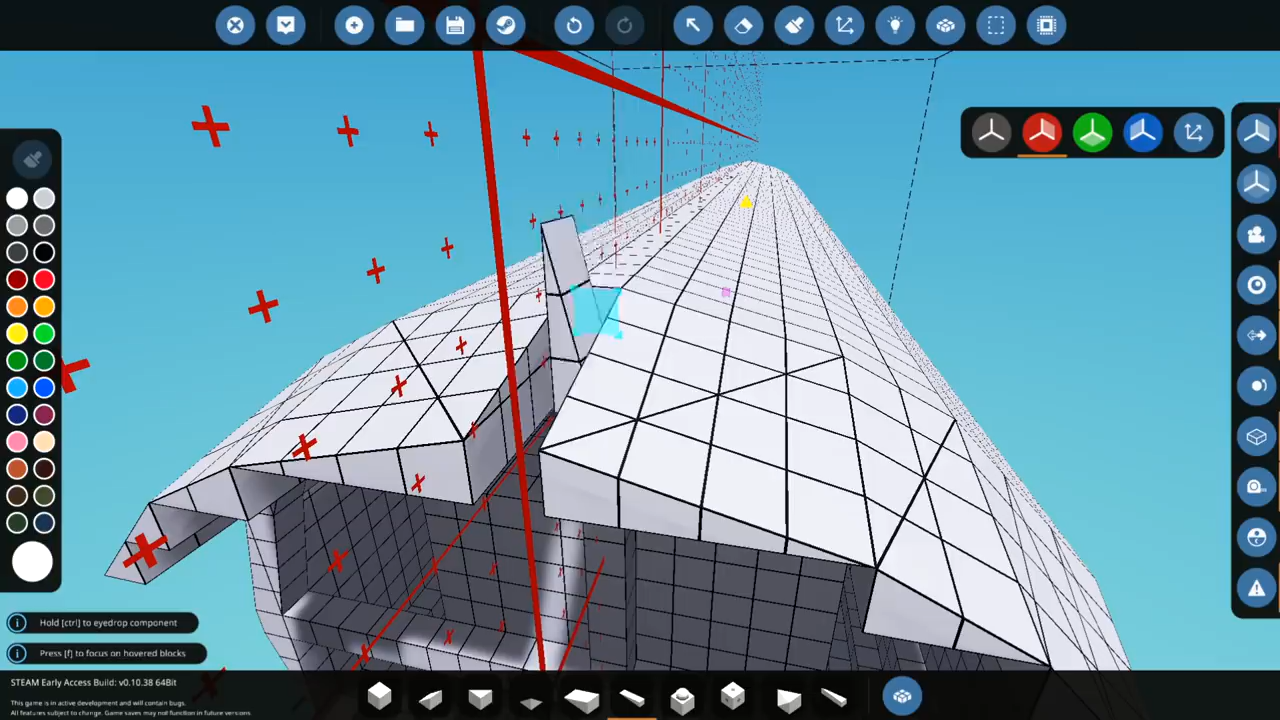 Hold [ctrl] to eyedrop component
Press [f] to focus on hovered blocks
STEAM Early Access Build: v0.10.38 64Bit
This game is in active development and will contain bugs.
All features subject to change. Game saves may not function in future versions